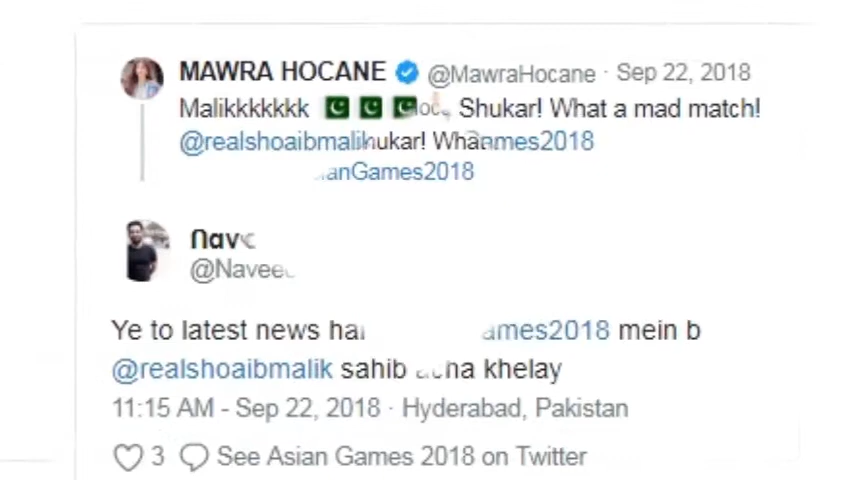 MAWRA HOCANE @MawraHocane · Sep 22, 2018
Malikkkkkkk Shukar! What a mad match!
@realshoaibmalik
anGames2018
@Navee
Ye to latest news hai mein b
@realshoaibmalik sahib khelay
11:15 AM - Sep 22, 2018 · Hyderabad, Pakistan
3 See Asian Games 2018 on Twitter